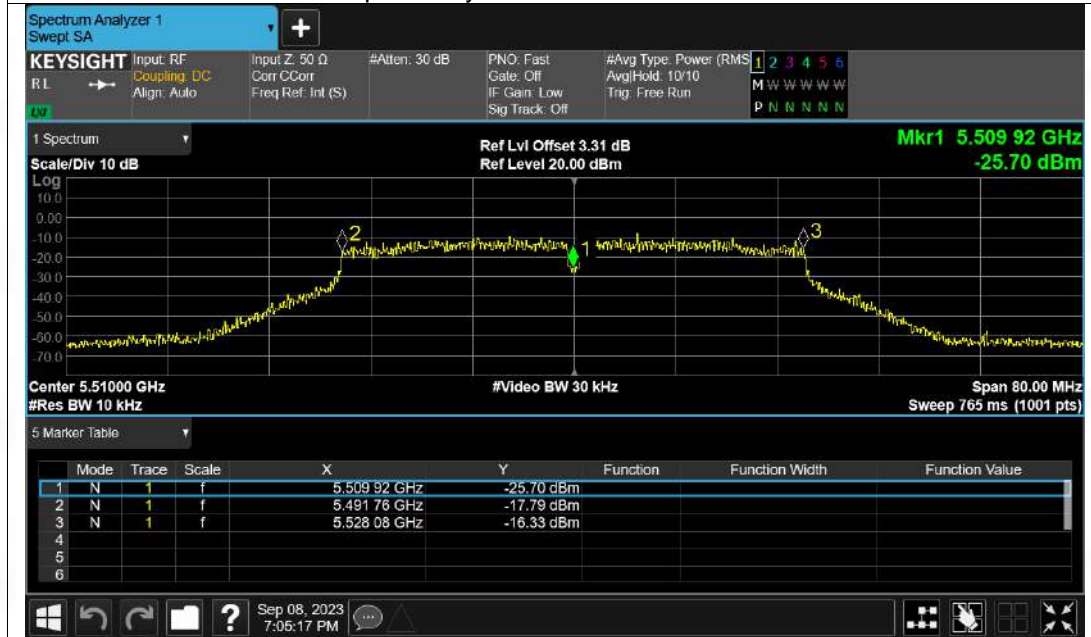 Spectrum Analyzer 1
Swept SA
+
KEYSIGHT Input: RF Input Z: 50 Ω #Atten: 30 dB PNO: Fast #Avg Type: Power (RMS 1 2 3 4 5 6
RL Coupling: DC Corr CCorr Gate: Off Avg|Hold: 10/10 M W W W W W
Align: Auto Freq Ref: Int (S) IF Gain: Low Trig: Free Run
LXI Sig Track: Off P N N N N N
1 Spectrum Ref Lvl Offset 3.31 dB Mkr1 5.509 92 GHz
Scale/Div 10 dB Ref Level 20.00 dBm -25.70 dBm
Log
10.0
0.00
-10.0 2 3
-20.0 1
-30.0
-40.0
-50.0
-60.0
-70.0
Center 5.51000 GHz #Video BW 30 kHz Span 80.00 MHz
#Res BW 10 kHz Sweep 765 ms (1001 pts)
5 Marker Table
Mode Trace Scale X Y Function Function Width Function Value
1 N 1 f 5.509 92 GHz -25.70 dBm
2 N 1 f 5.491 76 GHz -17.79 dBm
3 N 1 f 5.528 08 GHz -16.33 dBm
4
5
6
? Sep 08, 2023
7:05:17 PM